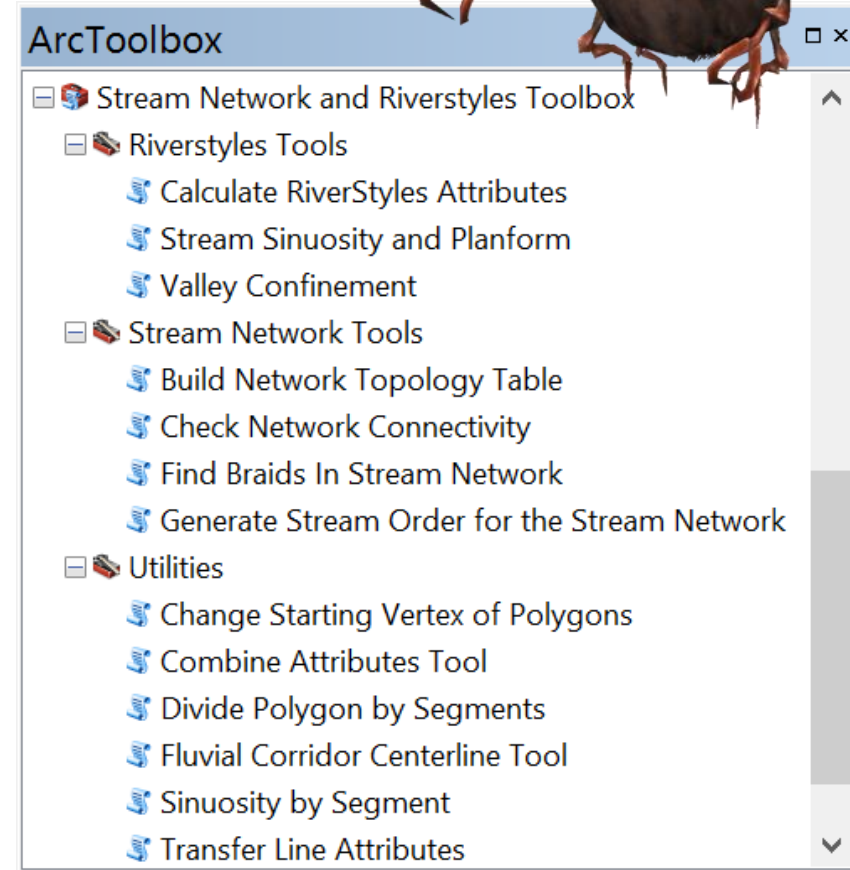 ArcToolbox
Stream Network and Riverstyles Toolbox
Riverstyles Tools
Calculate RiverStyles Attributes
Stream Sinuosity and Planform
Valley Confinement
Stream Network Tools
Build Network Topology Table
Check Network Connectivity
Find Braids In Stream Network
Generate Stream Order for the Stream Network
Utilities
Change Starting Vertex of Polygons
Combine Attributes Tool
Divide Polygon by Segments
Fluvial Corridor Centerline Tool
Sinuosity by Segment
Transfer Line Attributes